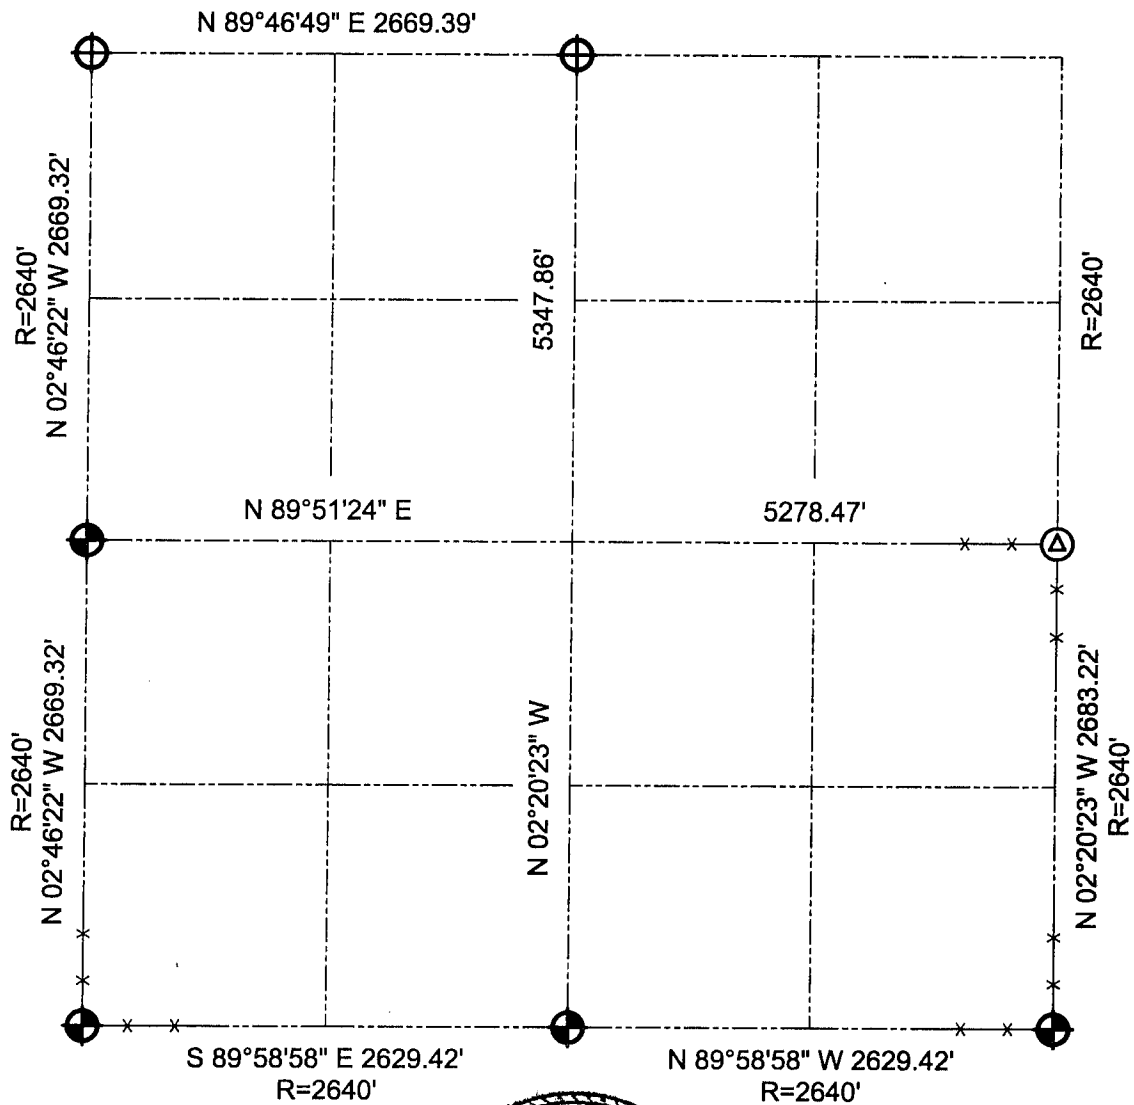 N 89°46'49" E 2669.39'
R=2640'
N 02°46'22" W 2669.32'
5347.86'
R=2640'
N 89°51'24" E
5278.47'
R=2640'
N 02°46'22" W 2669.32'
N 02°20'23" W
N 02°20'23" W 2683.22'
R=2640'
S 89°58'58" E 2629.42'
R=2640'
N 89°58'58" W 2629.42'
R=2640'